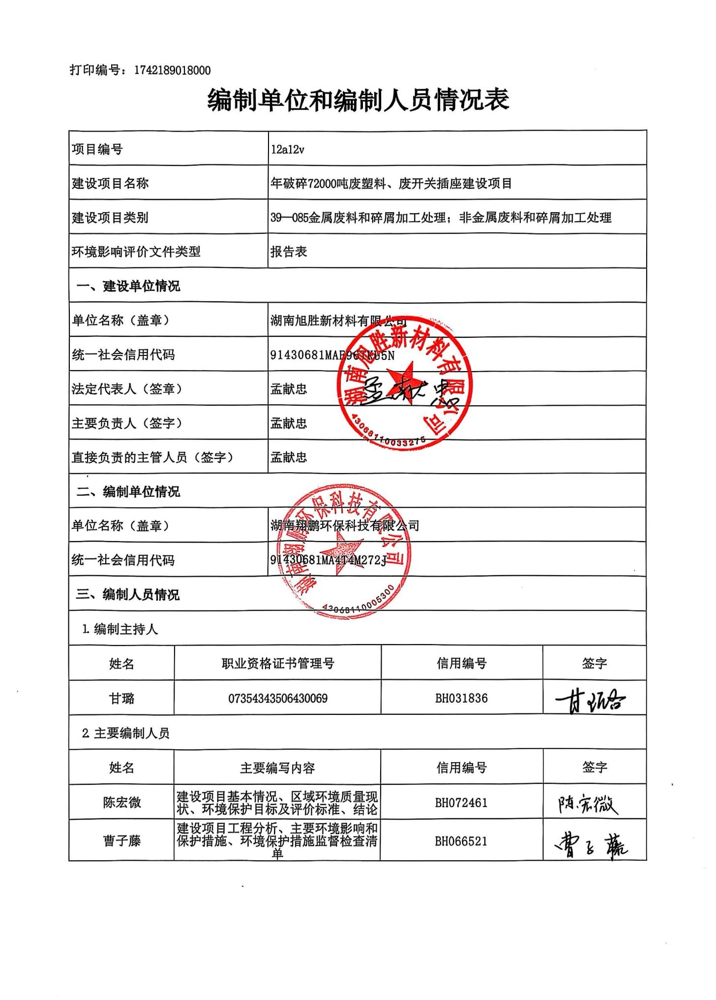 打印编号：1742189018000
编制单位和编制人员情况表
项目编号 12a12v
建设项目名称 年破碎72000吨废塑料、废开关插座建设项目
建设项目类别 39—085金属废料和碎屑加工处理；非金属废料和碎屑加工处理
环境影响评价文件类型 报告表
一、建设单位情况
单位名称（盖章） 湖南旭胜新材料有限公司
统一社会信用代码
法定代表人（签章） 孟献忠
孟献忠
主要负责人（签字） 孟献忠
直接负责的主管人员（签字） 孟献忠
湖南旭胜新材料有限公司
43068110033275
二、编制单位情况
单位名称（盖章） 湖南翔鹏环保科技有限公司
统一社会信用代码 91430681MA4T4M272J
湖南翔鹏环保科技有限公司
43068110005300
三、编制人员情况
1.编制主持人
姓名 职业资格证书管理号 信用编号 签字
甘璐 07354343506430069 BH031836 甘璐
2.主要编制人员
姓名 主要编写内容 信用编号 签字
陈宏微 建设项目基本情况、区域环境质量现
状、环境保护目标及评价标准、结论 BH072461 陈宏微
曹子藤 建设项目工程分析、主要环境影响和
保护措施、环境保护措施监督检查清
单 BH066521 曹子藤